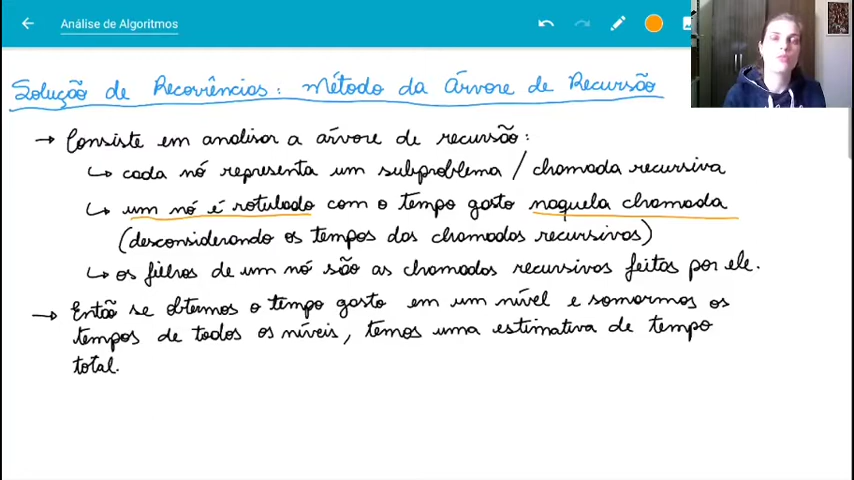 Análise de Algoritmos
Solução de Recorrências: Método da Árvore de Recursão
→ Consiste em analisar a árvore de recursão:
↳ cada nó representa um subproblema / chamada recursiva
↳ um nó é rotulado com o tempo gasto naquela chamada
(desconsiderando os tempos das chamadas recursivas)
↳ os filhos de um nó são as chamadas recursivas feitas por ele.
→ Então se obtemos o tempo gasto em um nível e somarmos os
tempos de todos os níveis, temos uma estimativa de tempo
total.